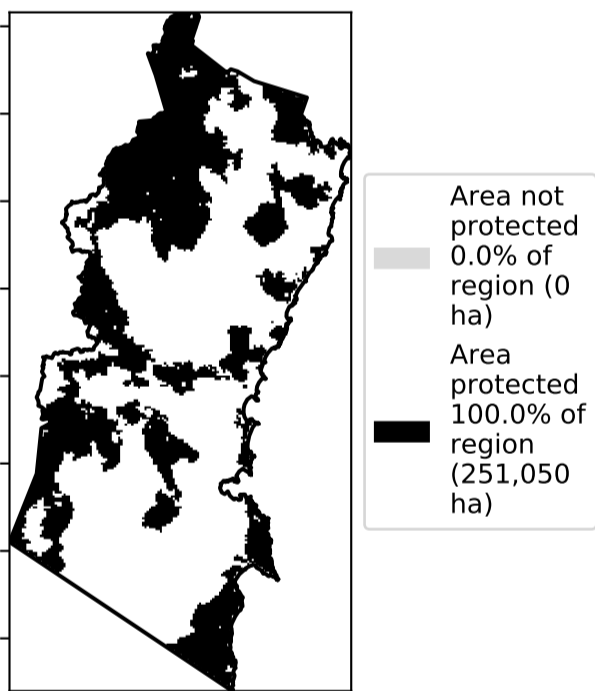 Area not
protected
0.0% of
region (0
ha)
Area
protected
100.0% of
region
(251,050
ha)